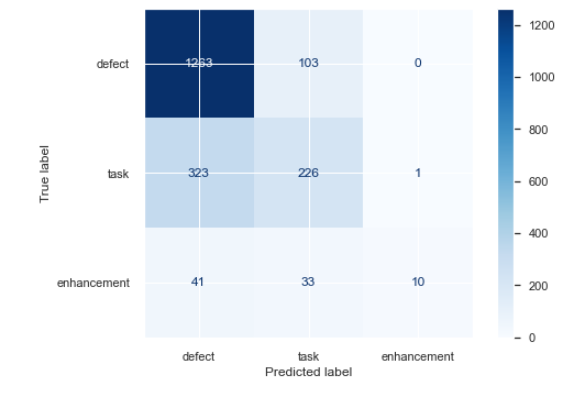 1263 103 0
323 226 1
41 33 10
defect
task
enhancement
True label
defect task enhancement
Predicted label
1200
1000
800
600
400
200
0